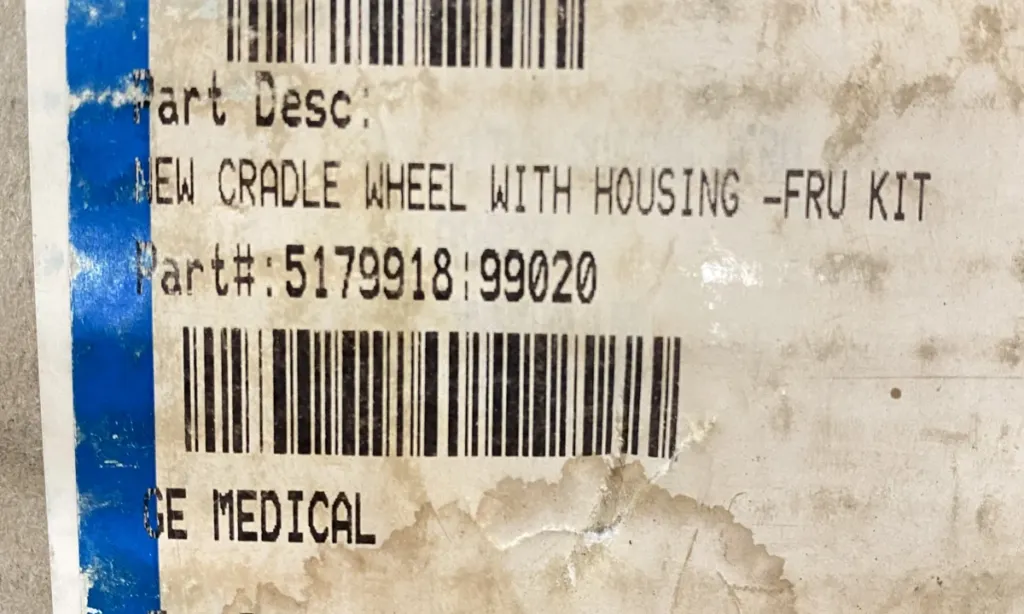 Part Desc:
NEW CRADLE WHEEL WITH HOUSING -FRU KIT
Part#:5179918|99020
GE MEDICAL